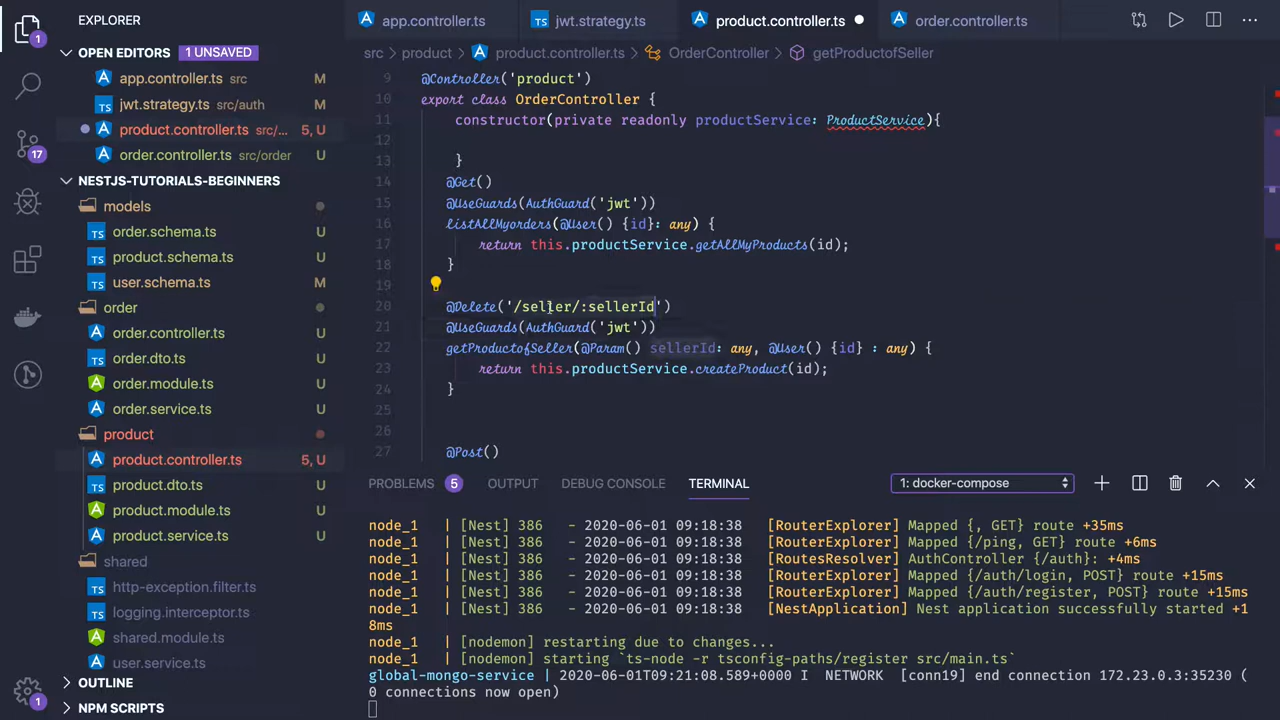 EXPLORER
OPEN EDITORS 1 UNSAVED
app.controller.ts src M
jwt.strategy.ts src/auth M
product.controller.ts src/... 5, U
order.controller.ts src/order U
NESTJS-TUTORIALS-BEGINNERS
models
order.schema.ts U
product.schema.ts U
user.schema.ts U
order
order.controller.ts U
order.dto.ts U
order.module.ts U
order.service.ts U
product
product.controller.ts 5, U
product.dto.ts U
product.module.ts U
product.service.ts U
shared
http-exception.filter.ts
logging.interceptor.ts
shared.module.ts
user.service.ts
OUTLINE
NPM SCRIPTS
1
17
1
app.controller.ts jwt.strategy.ts product.controller.ts order.controller.ts
src > product > product.controller.ts > OrderController > getProductofSeller
9 @Controller('product')
10 export class OrderController {
11 constructor(private readonly productService: ProductService){
12
13 }
14 @Get()
15 @UseGuards(AuthGuard('jwt'))
16 listAllMyorders(@User() {id}: any) {
17 return this.productService.getAllMyProducts(id);
18 }
19
20 @Delete('/seller/:sellerId')
21 @UseGuards(AuthGuard('jwt'))
22 getProductofSeller(@Param() sellerId: any, @User() {id} : any) {
23 return this.productService.createProduct(id);
24 }
25
26
27 @Post()
PROBLEMS 5 OUTPUT DEBUG CONSOLE TERMINAL 1: docker-compose
node_1 | [Nest] 386 - 2020-06-01 09:18:38 [RouterExplorer] Mapped {, GET} route +35ms
node_1 | [Nest] 386 - 2020-06-01 09:18:38 [RouterExplorer] Mapped {/ping, GET} route +6ms
node_1 | [Nest] 386 - 2020-06-01 09:18:38 [RoutesResolver] AuthController {/auth}: +4ms
node_1 | [Nest] 386 - 2020-06-01 09:18:38 [RouterExplorer] Mapped {/auth/login, POST} route +15ms
node_1 | [Nest] 386 - 2020-06-01 09:18:38 [RouterExplorer] Mapped {/auth/register, POST} route +15ms
node_1 | [Nest] 386 - 2020-06-01 09:18:38 [NestApplication] Nest application successfully started +1
8ms
node_1 | [nodemon] restarting due to changes...
node_1 | [nodemon] starting `ts-node -r tsconfig-paths/register src/main.ts`
global-mongo-service | 2020-06-01T09:21:08.589+0000 I NETWORK [conn19] end connection 172.23.0.3:35230 (
0 connections now open)